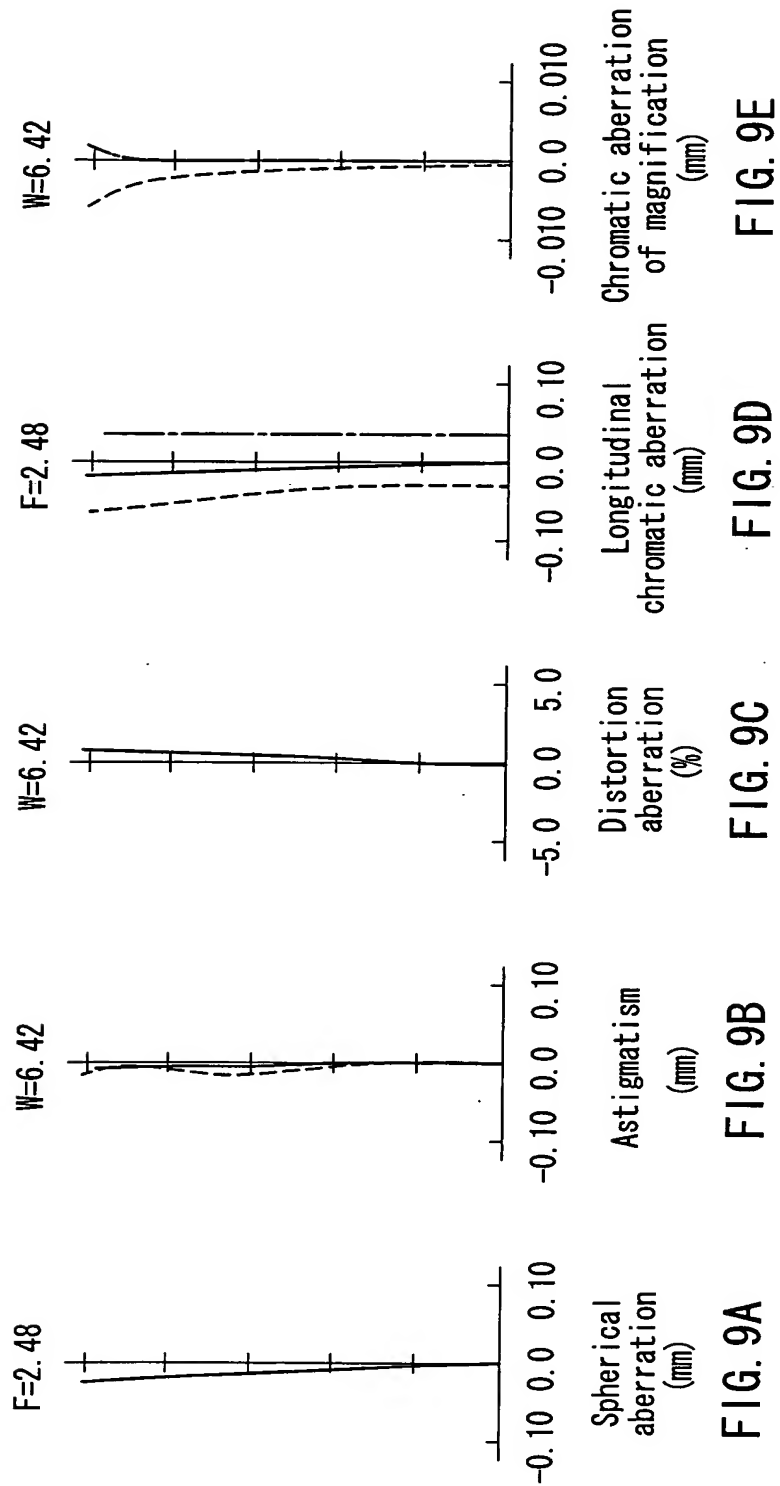 F=2.48
-0.10 0.0 0.10
Spherical
aberration
(mm)
FIG. 9A
W=6.42
-0.10 0.0 0.10
Astigmatism
(mm)
FIG. 9B
W=6.42
-5.0 0.0 5.0
Distortion
aberration
(%)
FIG. 9C
F=2.48
-0.10 0.0 0.10
Longitudinal
chromatic aberration
(mm)
FIG. 9D
W=6.42
-0.010 0.0 0.010
Chromatic aberration
of magnification
(mm)
FIG. 9E